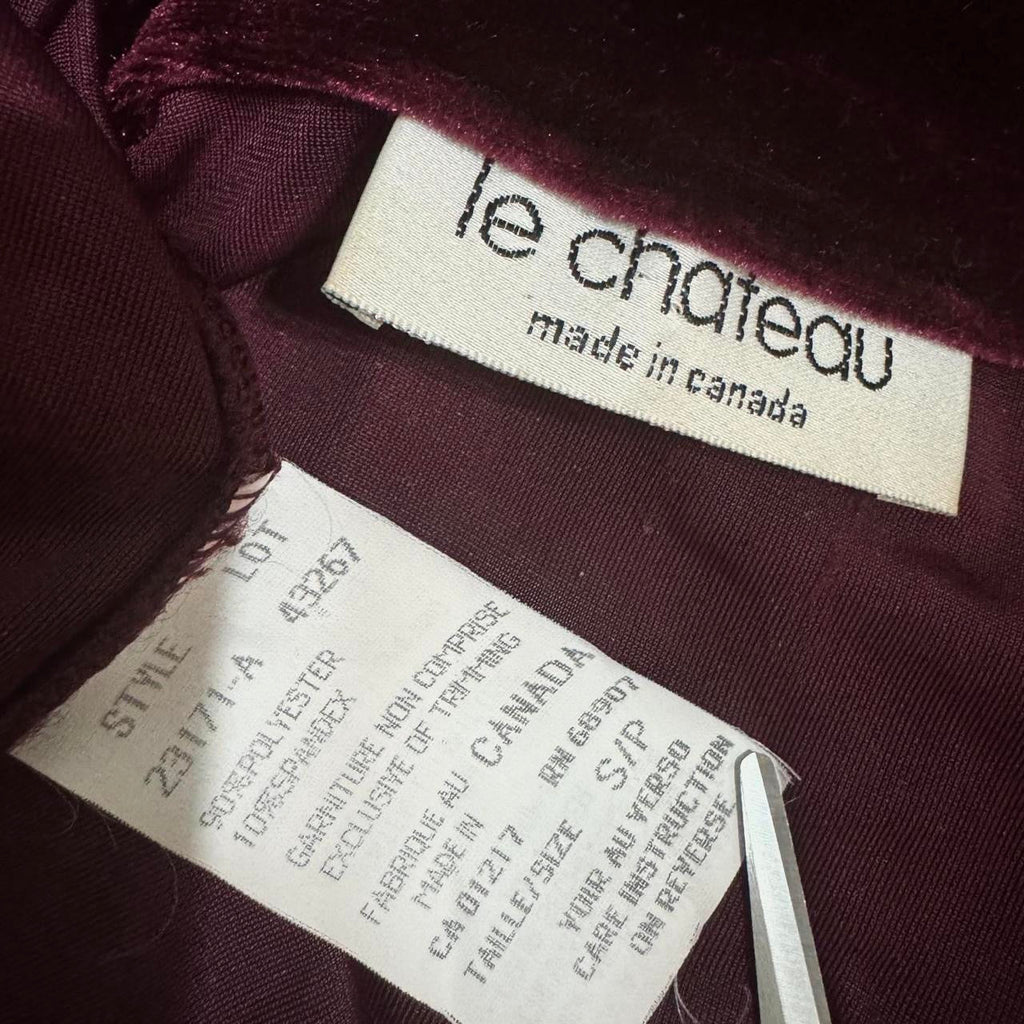 le chateau
made in canada
STYLE LOT
23171-A 43267
90%POLYESTER
10%SPANDEX
GARNITURE NON COMPRISE
EXCLUSIVE OF TRIMMING
FABRIQUE AU
MADE IN CANADA
CA 01217 RN 68907
TAILLE/SIZE S/P
VOIR AU VERSO
CARE INSTRUCTION
ON REVERSE